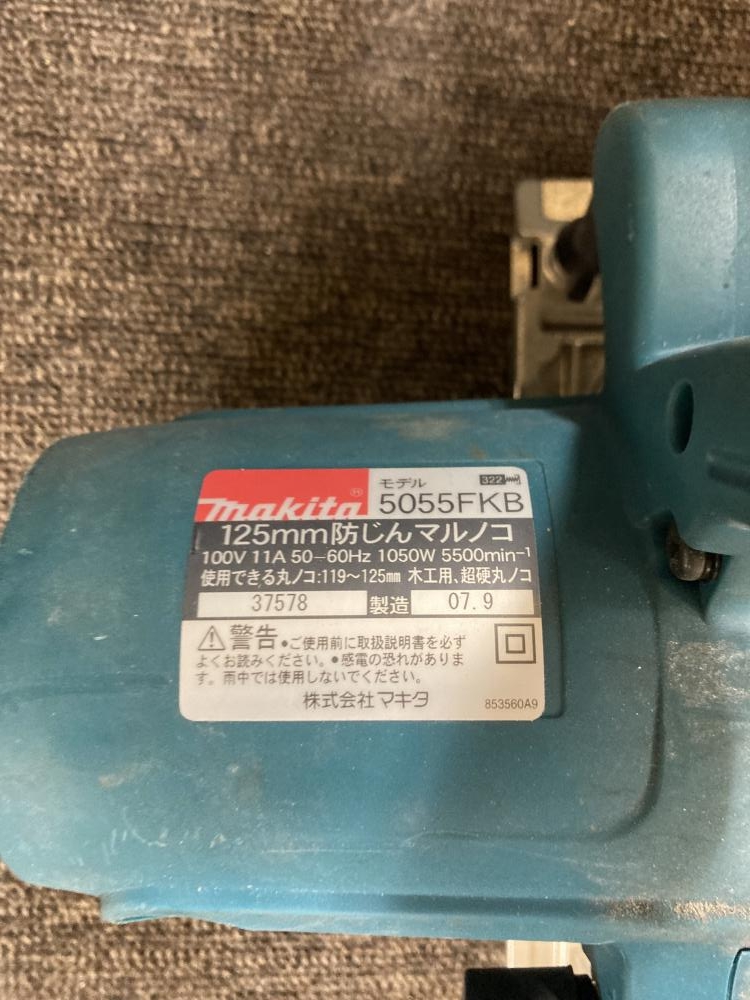 makita®
モデル 322
5055FKB
125mm防じんマルノコ
100V 11A 50−60Hz 1050W 5500min⁻¹
使用できる丸ノコ:119〜125mm 木工用、超硬丸ノコ
37578 製造 07.9
警告 ●ご使用前に取扱説明書を必ず
よくお読みください。●感電の恐れがありま
す。雨中では使用しないでください。
株式会社マキタ
853560A9